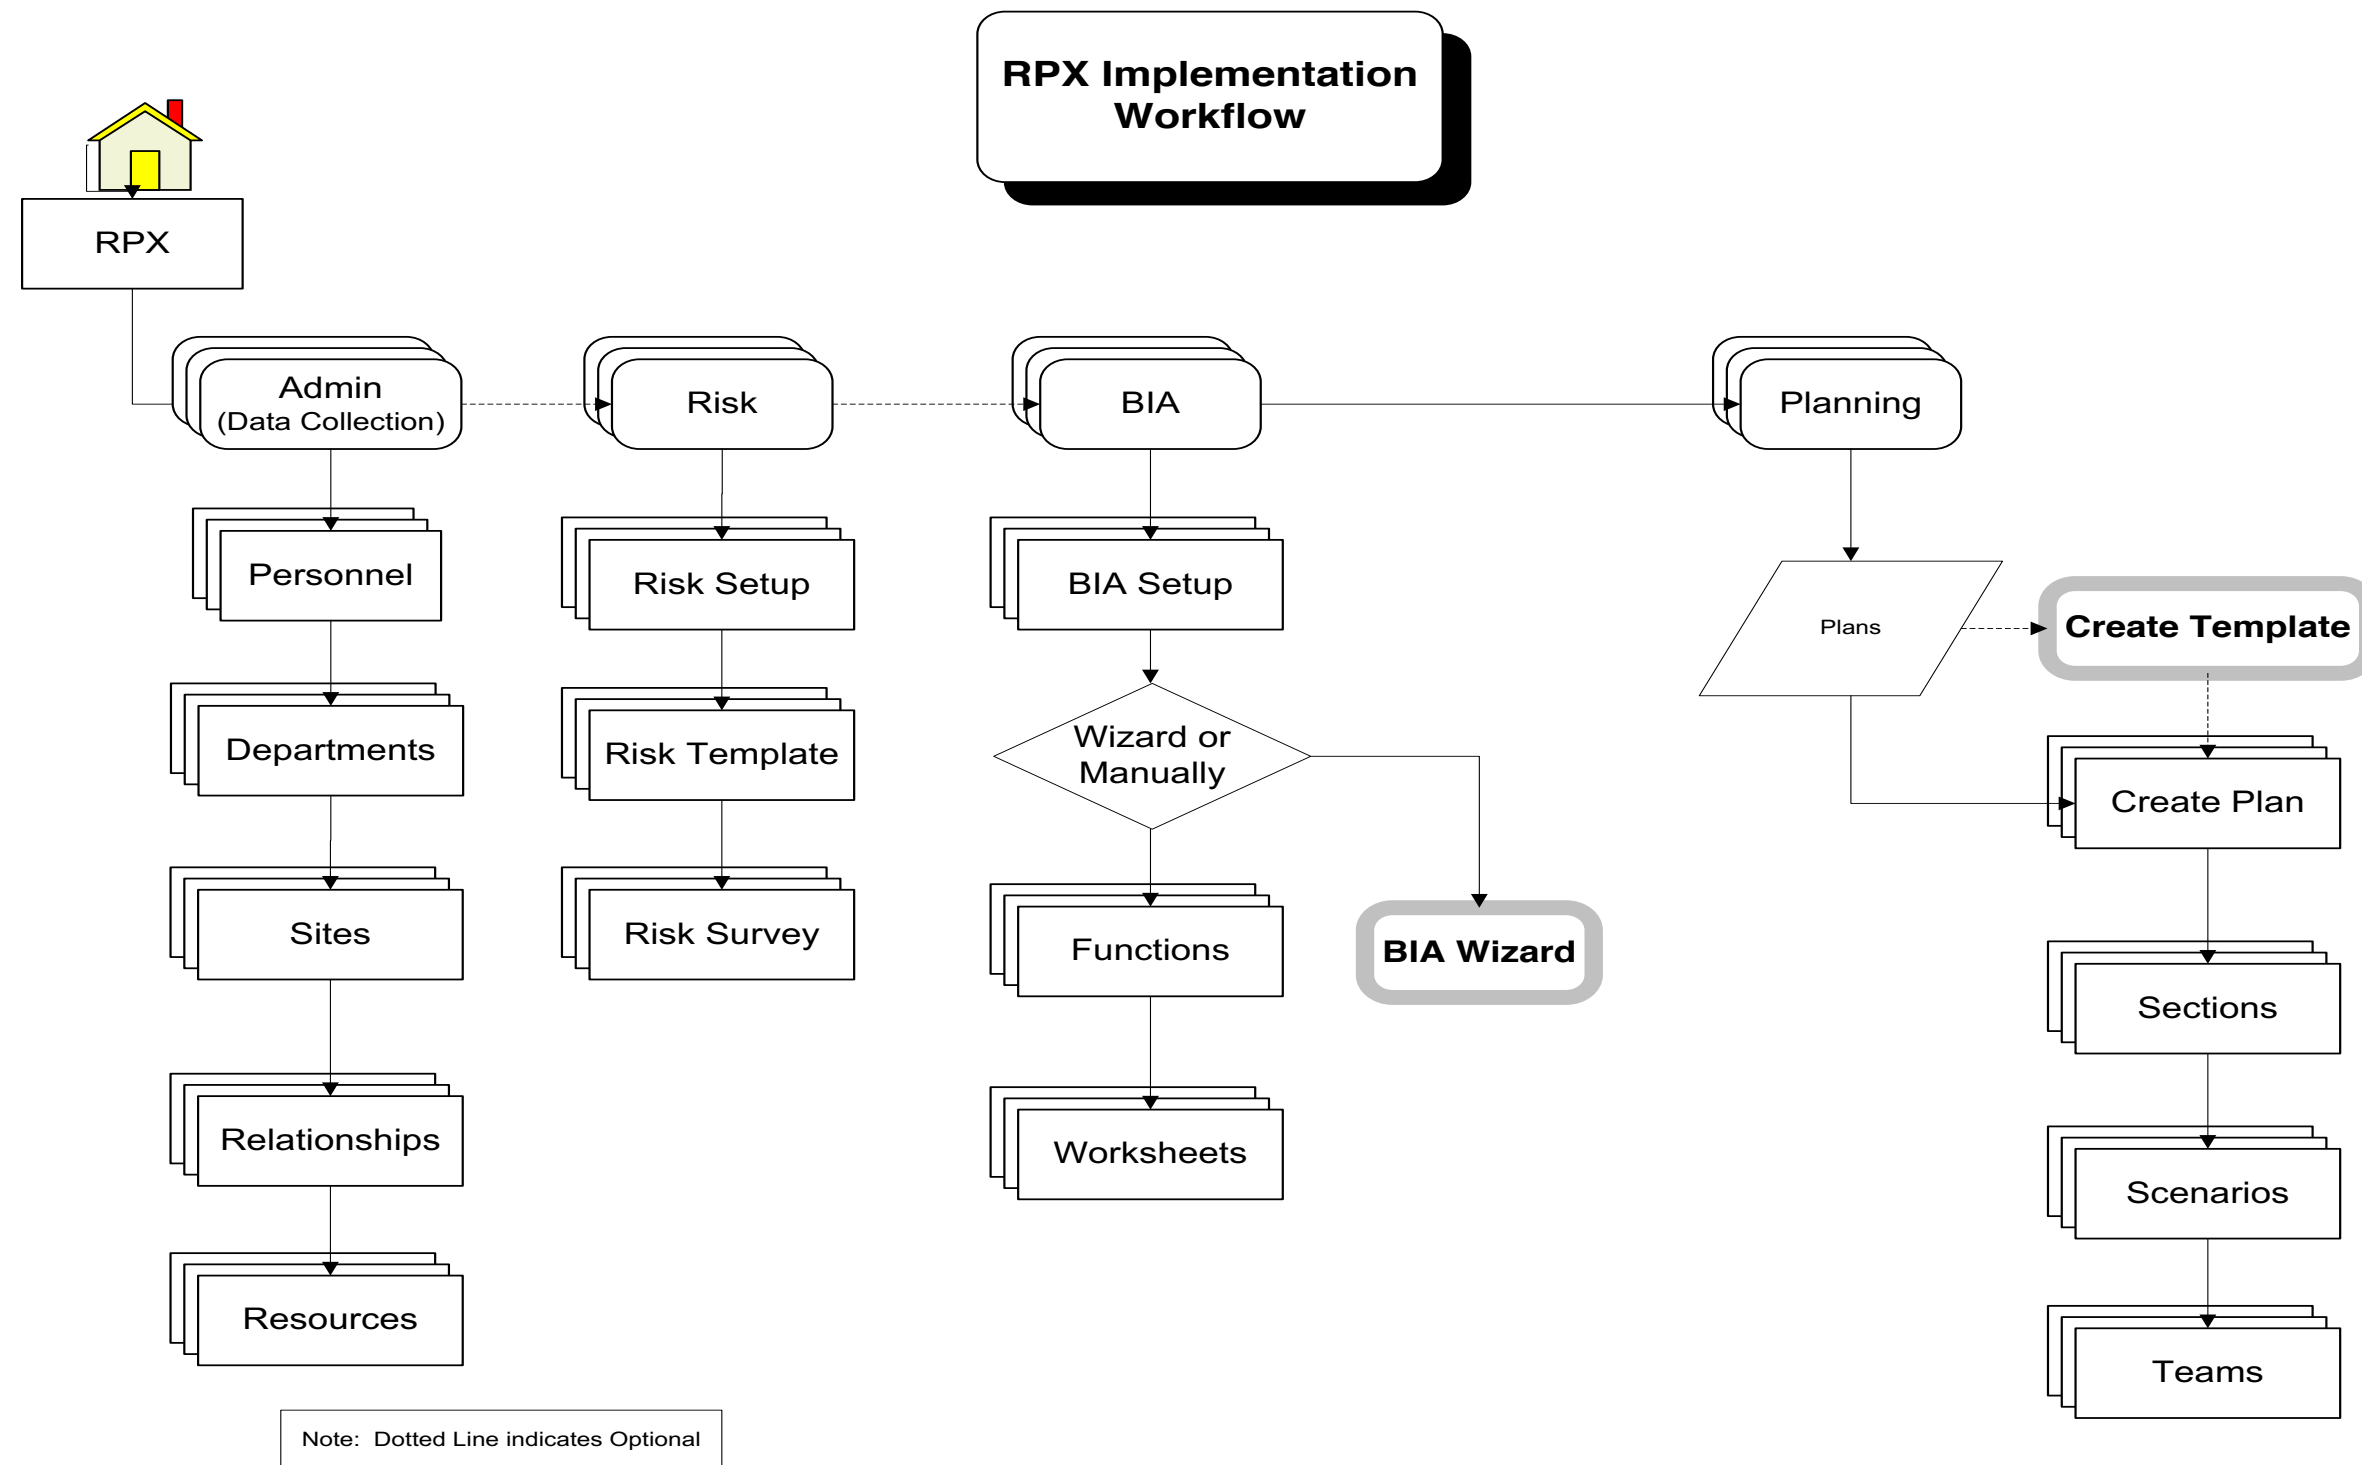 RPX Implementation
Workflow
RPX
Admin
(Data Collection)
Risk
BIA
Planning
Personnel
Risk Setup
BIA Setup
Plans
Create Template
Departments
Risk Template
Wizard or
Manually
Create Plan
Sites
Risk Survey
Functions
BIA Wizard
Sections
Relationships
Worksheets
Scenarios
Resources
Teams
Note:  Dotted Line indicates Optional